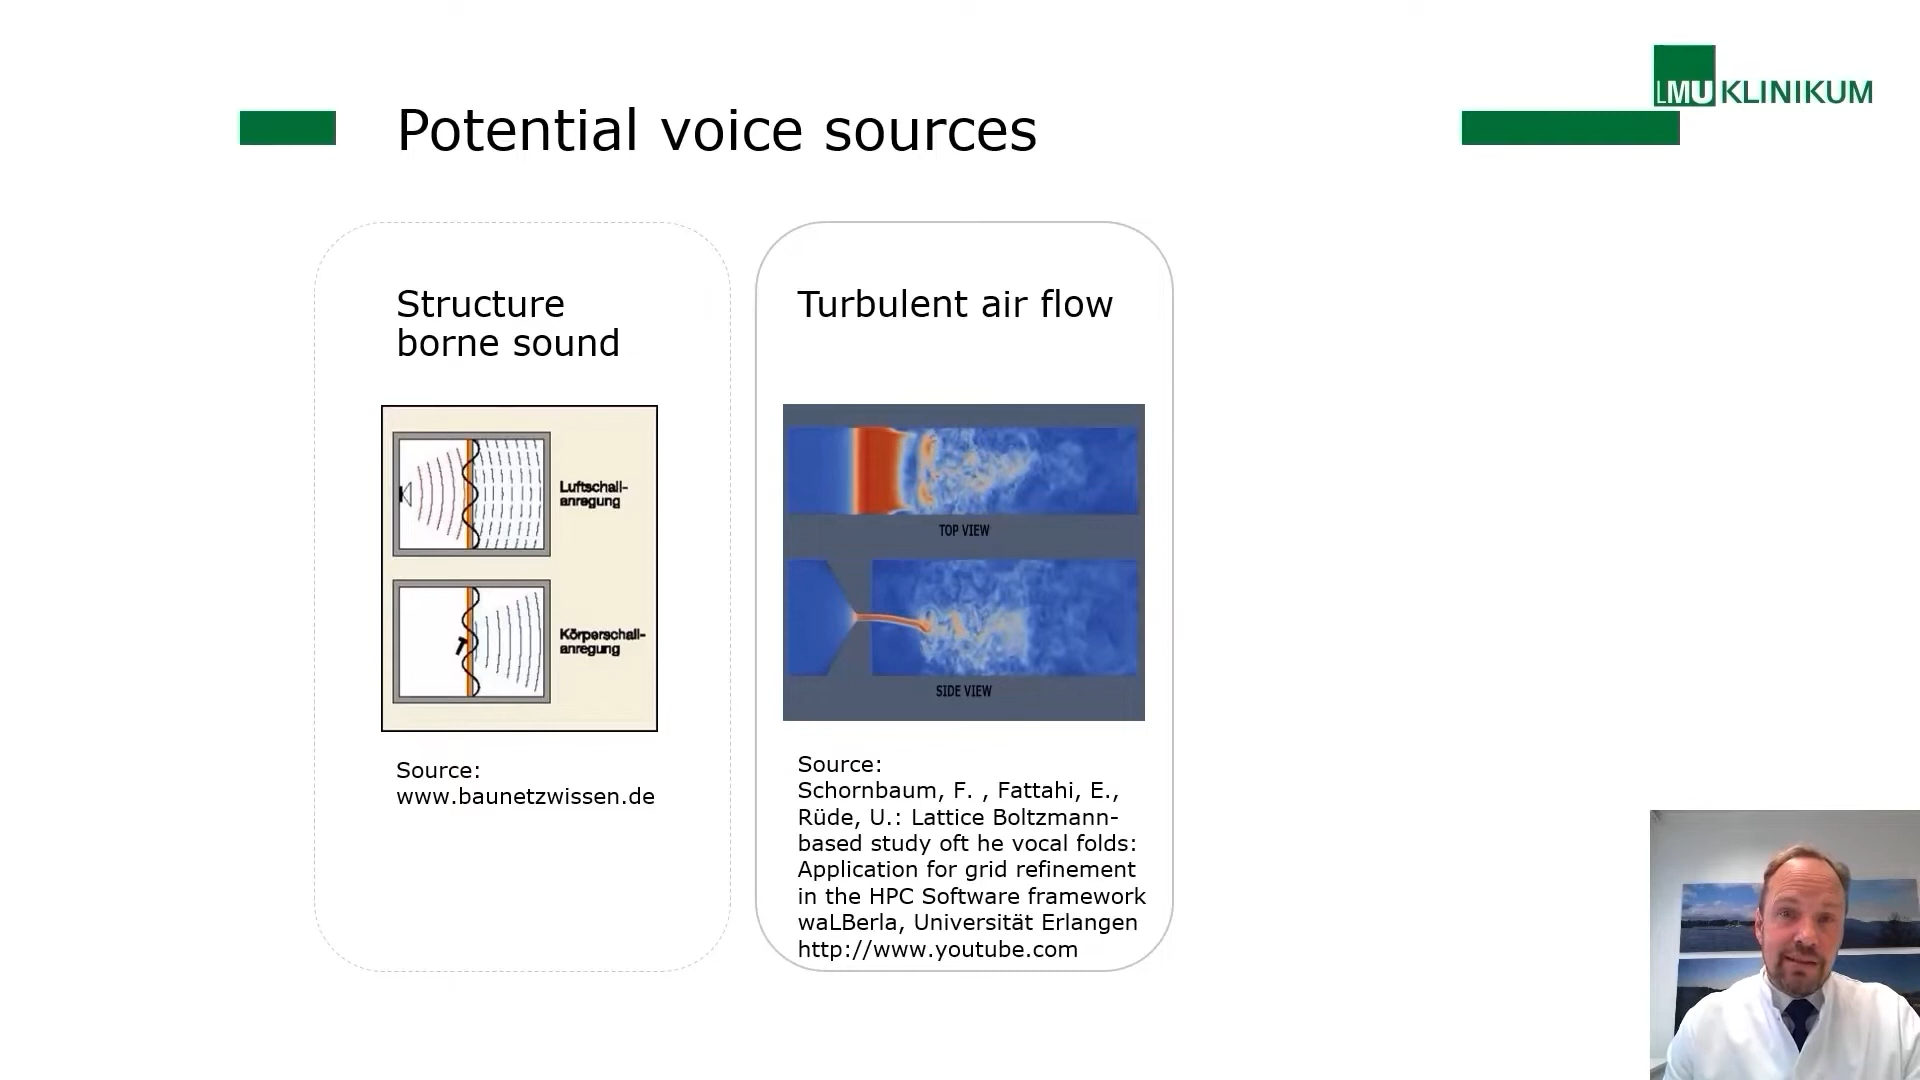 LMU KLINIKUM
Potential voice sources
Structure
borne sound
Luftschall-
anregung
Körperschall-
anregung
Source:
www.baunetzwissen.de
Turbulent air flow
TOP VIEW
SIDE VIEW
Source:
Schornbaum, F. , Fattahi, E.,
Rüde, U.: Lattice Boltzmann-
based study oft he vocal folds:
Application for grid refinement
in the HPC Software framework
waLBerla, Universität Erlangen
http://www.youtube.com